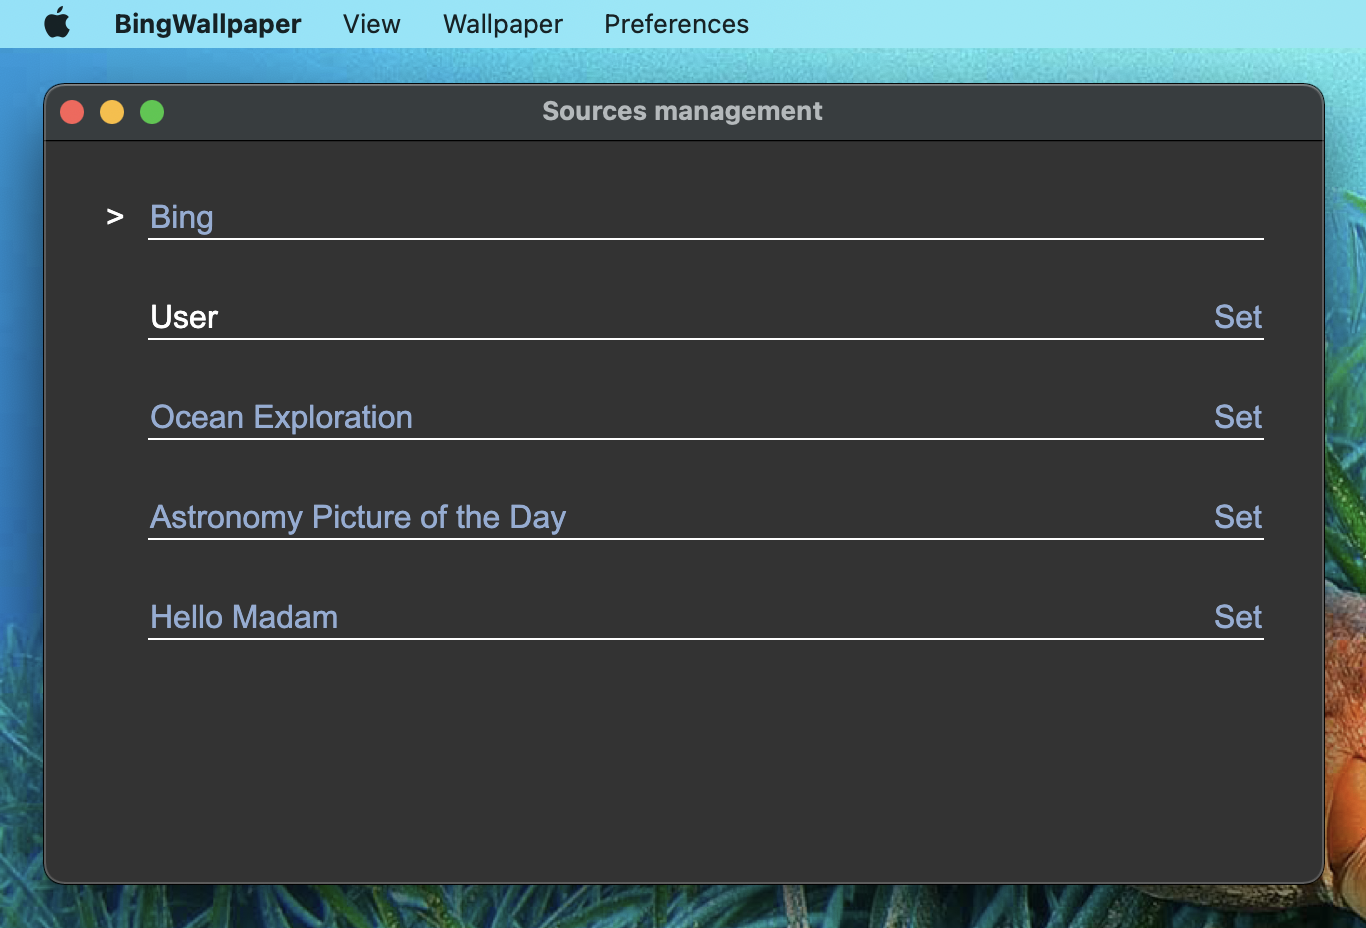 BingWallpaper View Wallpaper Preferences
Sources management
> Bing
User Set
Ocean Exploration Set
Astronomy Picture of the Day Set
Hello Madam Set